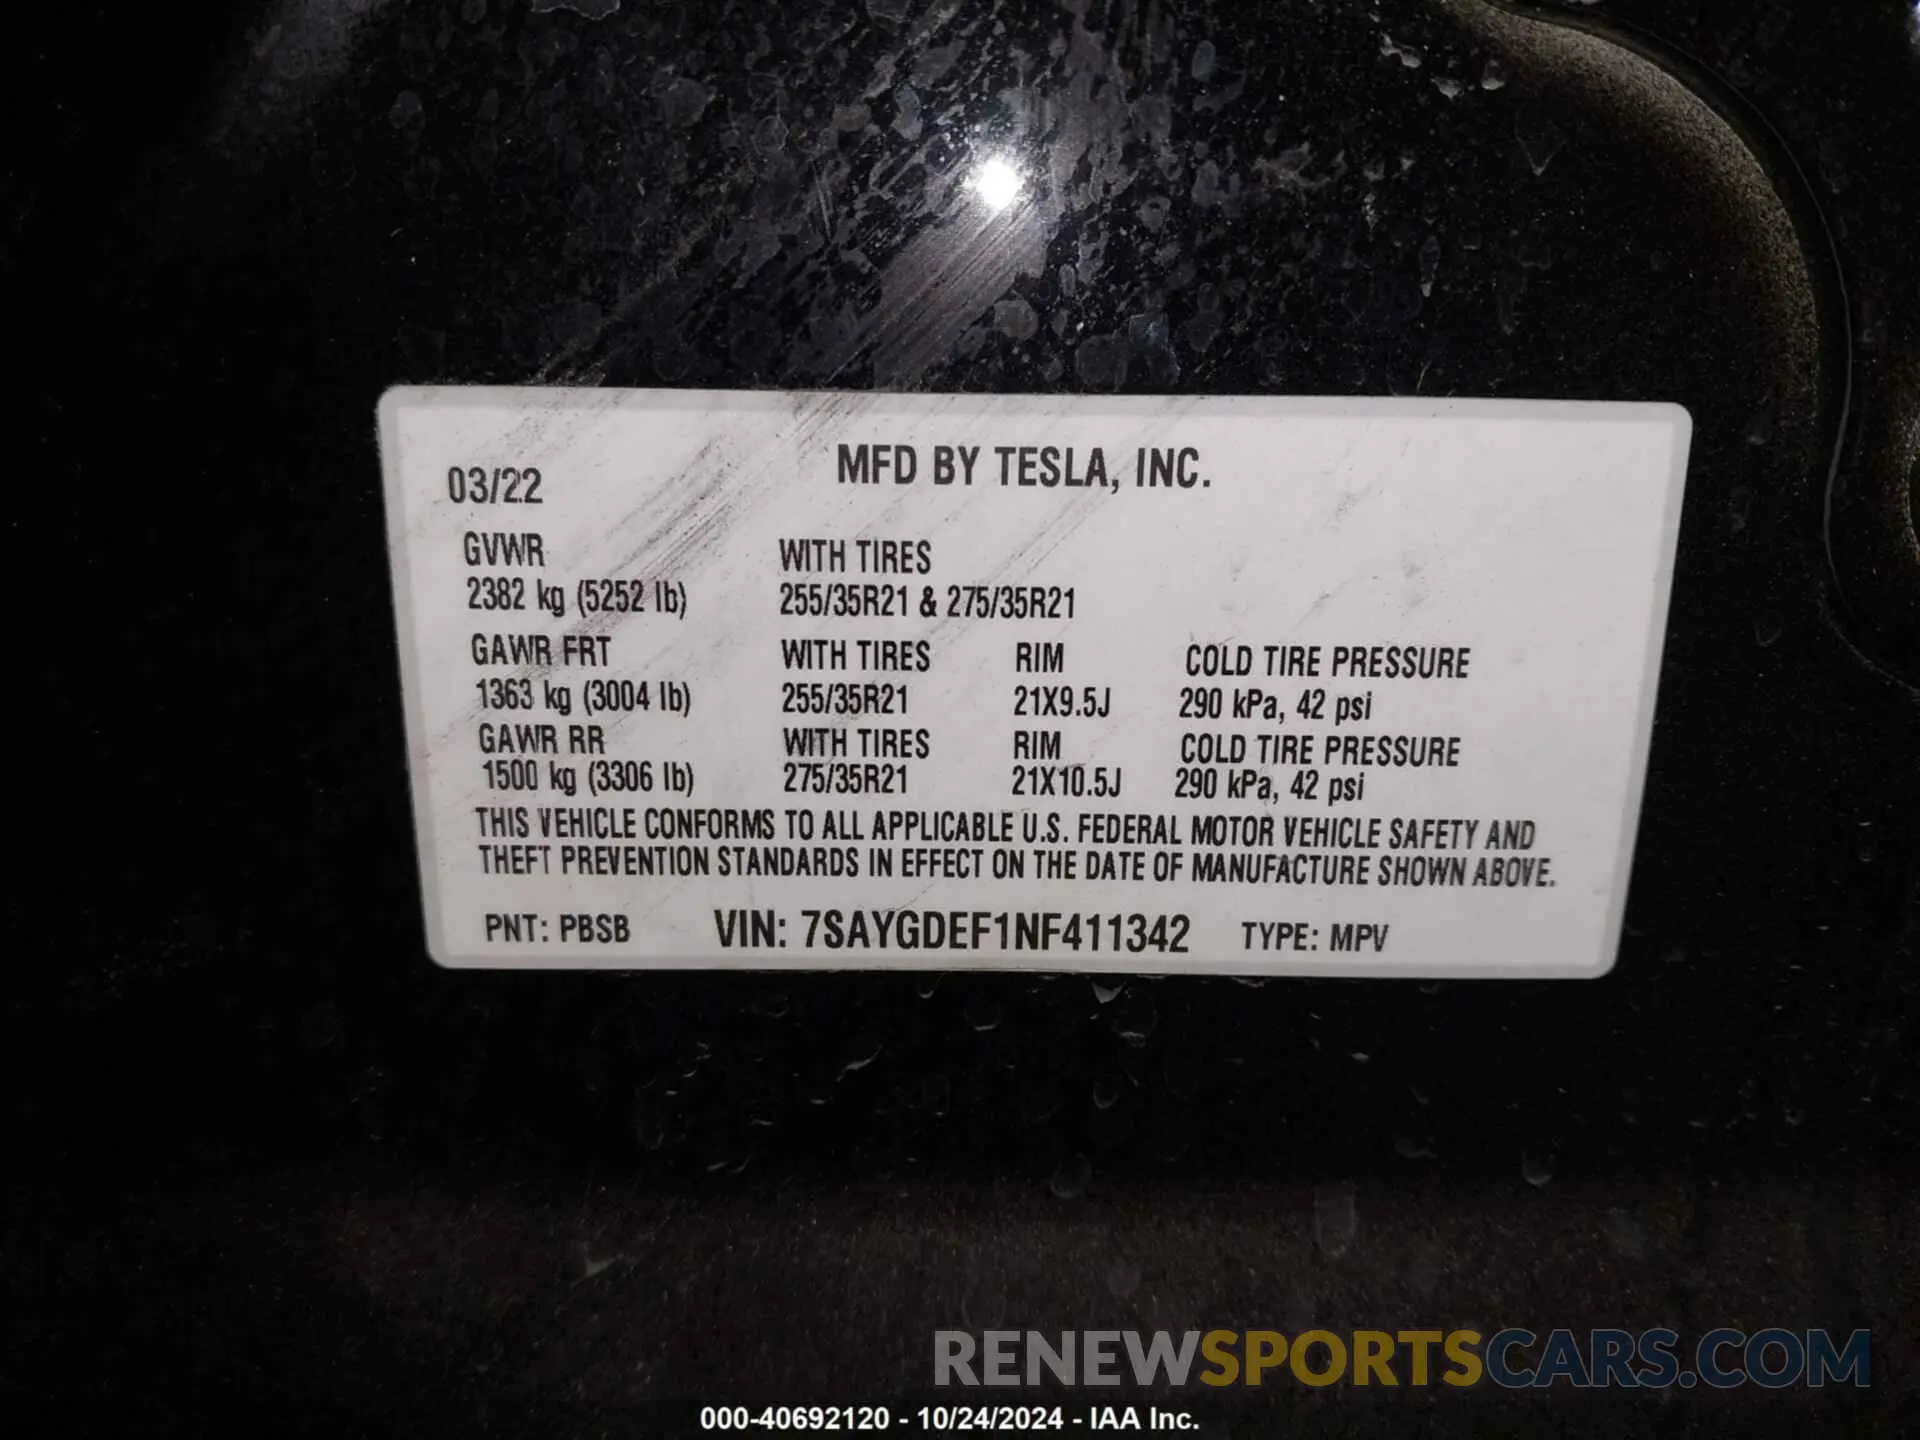 MFD BY TESLA, INC.
03/22
GVWR WITH TIRES
2382 kg (5252 lb) 255/35R21 & 275/35R21
GAWR FRT WITH TIRES RIM COLD TIRE PRESSURE
1363 kg (3004 lb) 255/35R21 21X9.5J 290 kPa, 42 psi
GAWR RR WITH TIRES RIM COLD TIRE PRESSURE
1500 kg (3306 lb) 275/35R21 21X10.5J 290 kPa, 42 psi
THIS VEHICLE CONFORMS TO ALL APPLICABLE U.S. FEDERAL MOTOR VEHICLE SAFETY AND
THEFT PREVENTION STANDARDS IN EFFECT ON THE DATE OF MANUFACTURE SHOWN ABOVE.
PNT: PBSB VIN: 7SAYGDEF1NF411342 TYPE: MPV
RENEWSPORTSCARS.COM
000-40692120 - 10/24/2024 - IAA Inc.